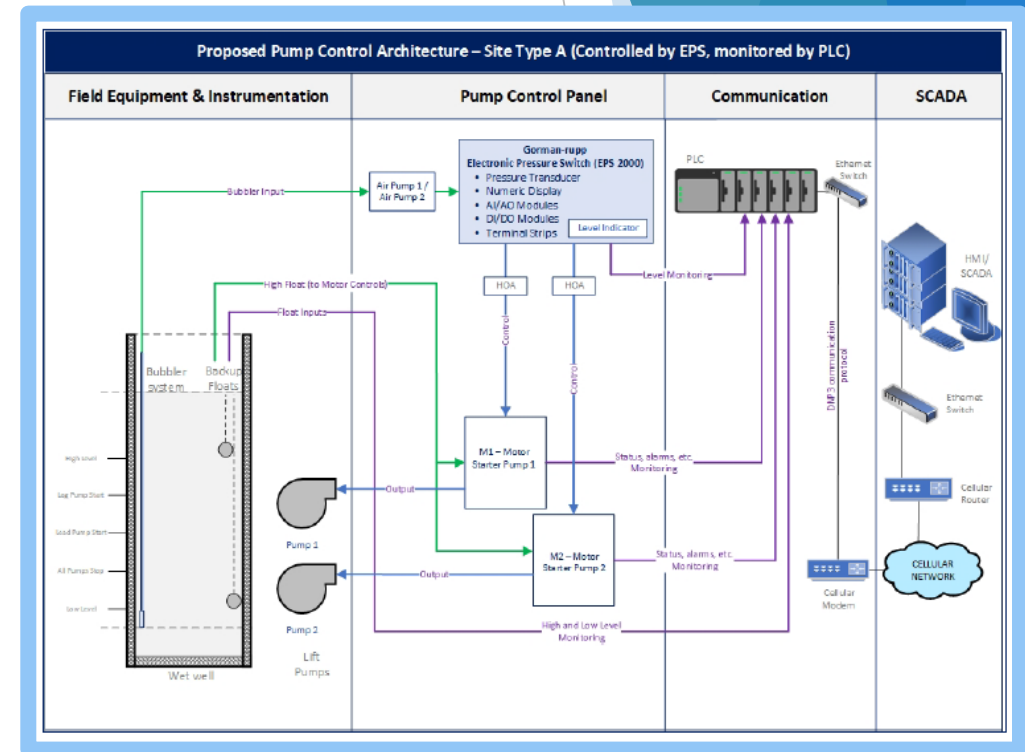 Proposed Pump Control Architecture – Site Type A (Controlled by EPS, monitored by PLC)
Field Equipment & Instrumentation
Pump Control Panel
Communication
SCADA
Gorman-rupp
Electronic Pressure Switch (EPS 2000)
• Pressure Transducer
• Numeric Display
• AI/AO Modules
• DI/DO Modules
• Terminal Strips
Level Indicator
Air Pump 1 /
Air Pump 2
Bubbler Input
PLC
Ethernet
Switch
HMI/
SCADA
Level Monitoring
HOA
HOA
High Float (to Motor Controls)
Float Inputs
Control
Control
DNP3 communication
protocol
Bubbler
system
Backup
Floats
Ethernet
Switch
High Level
Lag Pump Start
Lead Pump Start
All Pumps Stop
Low Level
M1 – Motor
Starter Pump 1
Status, alarms, etc.
Monitoring
Output
Pump 1
Cellular
Router
M2 – Motor
Starter Pump 2
Status, alarms, etc.
Monitoring
Output
Pump 2
CELLULAR
NETWORK
Cellular
Modem
High and Low Level
Monitoring
Lift
Pumps
Wet well